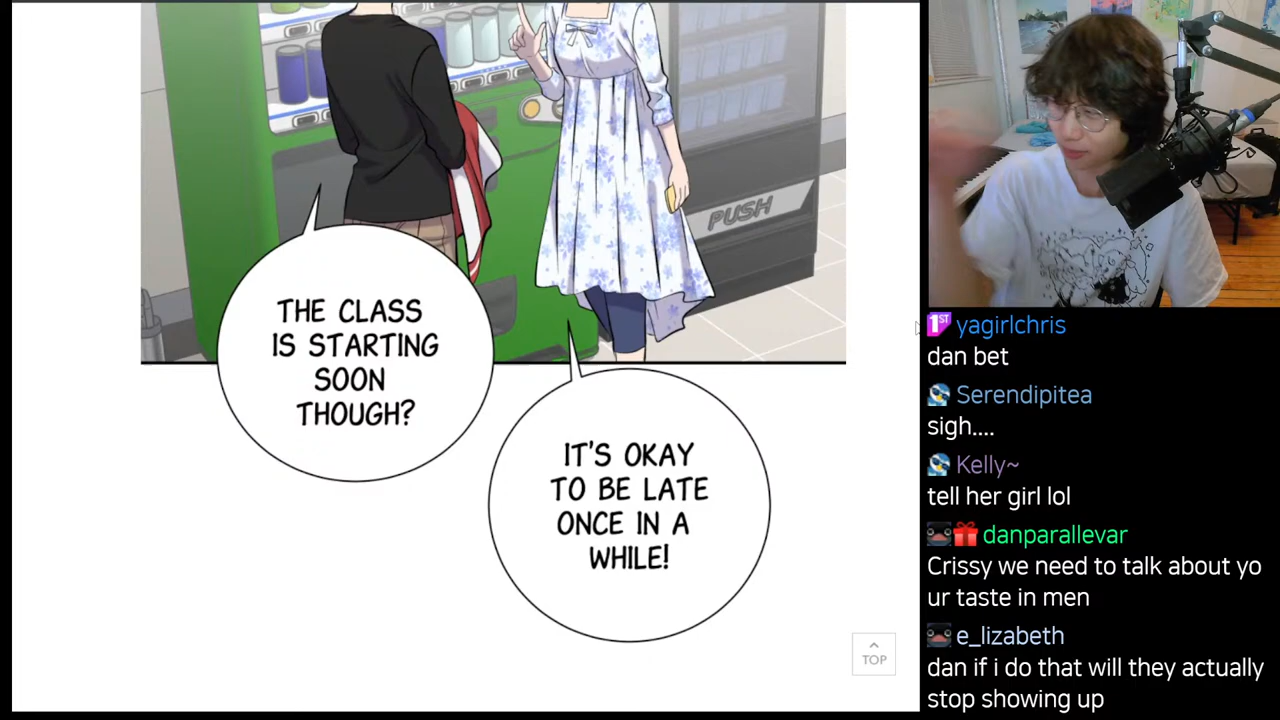 PUSH
THE CLASS
IS STARTING
SOON
THOUGH?
IT'S OKAY
TO BE LATE
ONCE IN A
WHILE!
TOP
1ST yagirlchris
dan bet
Serendipitea
sigh....
Kelly~
tell her girl lol
danparallevar
Crissy we need to talk about yo
ur taste in men
e_lizabeth
dan if i do that will they actually
stop showing up